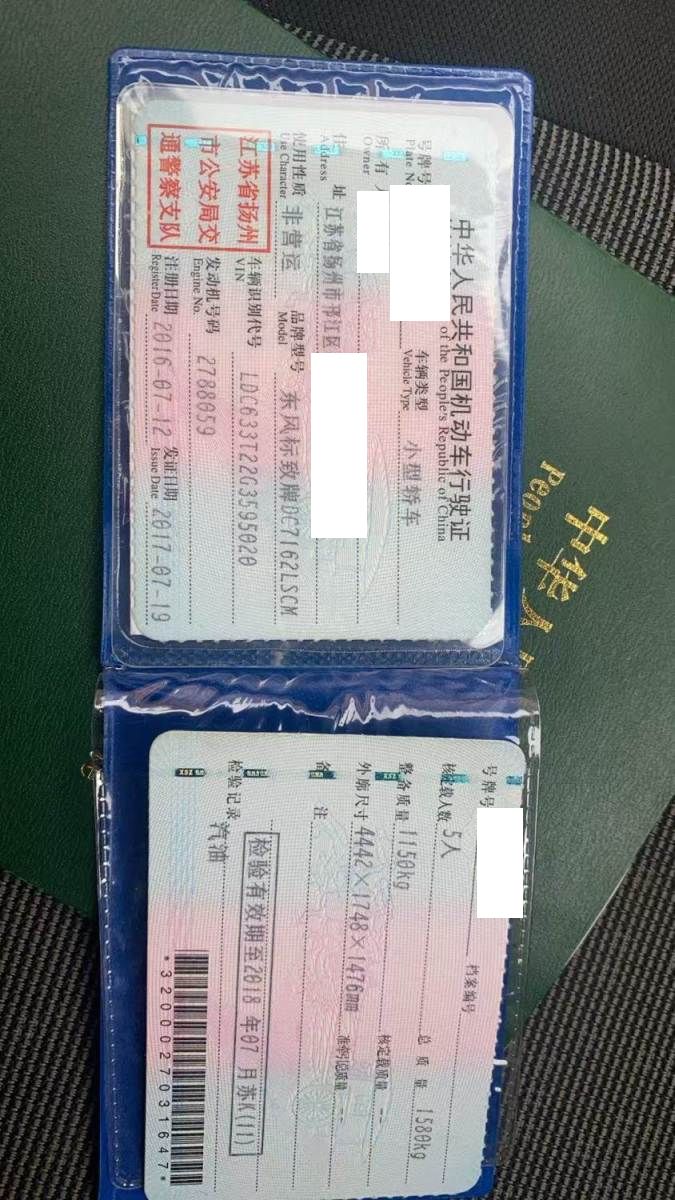 中华人民共和国机动车行驶证
of the People's Republic of China
号牌号
Plate No.
车辆类型
Vehicle Type
小型轿车
所有人
Owner
住 址
Address
江苏省扬州市邗江区
使用性质
Use Character
非营运
品牌型号
Model
东风标致牌DC7162LSCM
江苏省扬州
市公安局交
通警察支队
车辆识别代号
VIN
LDC633T22G3595020
发动机号码
Engine No.
2788059
注册日期
Register Date
2016-07-12
发证日期
Issue Date
2017-07-19
号牌号
档案编号
核定载人数 5人
总 质 量 1580kg
整备质量 1150kg
核定载质量
外廓尺寸 4442×1748×1476mm
准牵引总质量
备 注
检验有效期至2018年07月苏K(11)
检验记录
汽油
*3200027031647*
中华人
Peopl